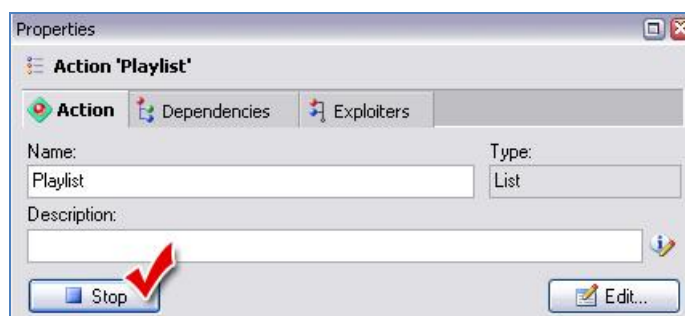 Properties
Action 'Playlist'
Action Dependencies Exploiters
Name: Type:
Playlist List
Description:
Stop Edit...